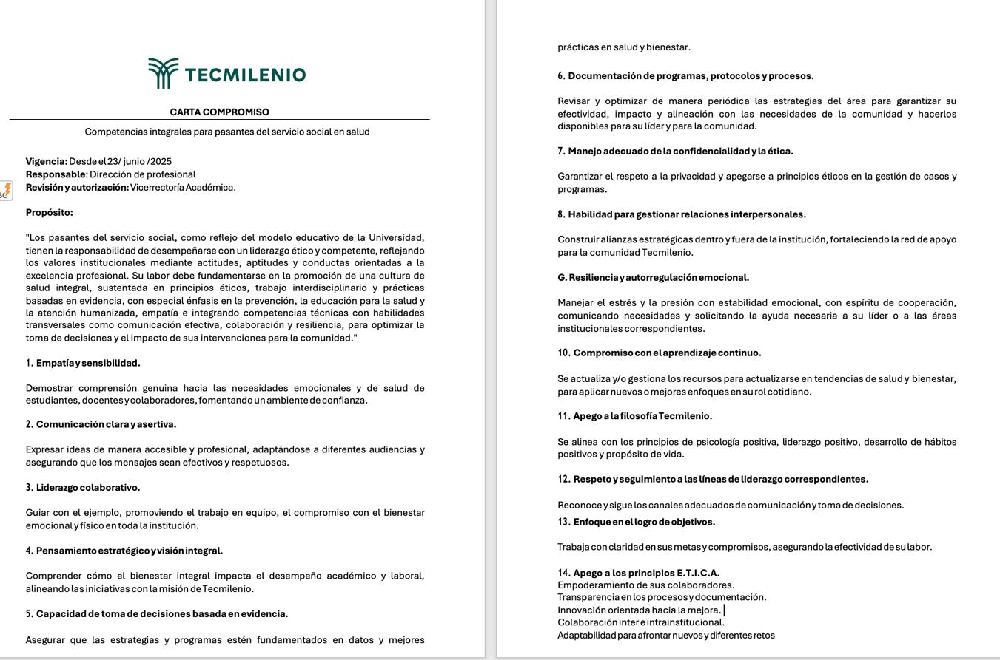 TECMILENIO
CARTA COMPROMISO
Competencias integrales para pasantes del servicio social en salud
Vigencia: Desde el 23/ junio /2025
Responsable: Dirección de profesional
Revisión y autorización: Vicerrectoría Académica.
Propósito:
"Los pasantes del servicio social, como reflejo del modelo educativo de la Universidad,
tienen la responsabilidad de desempeñarse con un liderazgo ético y competente, reflejando
los valores institucionales mediante actitudes, aptitudes y conductas orientadas a la
excelencia profesional. Su labor debe fundamentarse en la promoción de una cultura de
salud integral, sustentada en principios éticos, trabajo interdisciplinario y prácticas
basadas en evidencia, con especial énfasis en la prevención, la educación para la salud y
la atención humanizada, empatía e integrando competencias técnicas con habilidades
transversales como comunicación efectiva, colaboración y resiliencia, para optimizar la
toma de decisiones y el impacto de sus intervenciones para la comunidad."
1. Empatía y sensibilidad.
Demostrar comprensión genuina hacia las necesidades emocionales y de salud de
estudiantes, docentes y colaboradores, fomentando un ambiente de confianza.
2. Comunicación clara y asertiva.
Expresar ideas de manera accesible y profesional, adaptándose a diferentes audiencias y
asegurando que los mensajes sean efectivos y respetuosos.
3. Liderazgo colaborativo.
Guiar con el ejemplo, promoviendo el trabajo en equipo, el compromiso con el bienestar
emocional y físico en toda la institución.
4. Pensamiento estratégico y visión integral.
Comprender cómo el bienestar integral impacta el desempeño académico y laboral,
alineando las iniciativas con la misión de Tecmilenio.
5. Capacidad de toma de decisiones basada en evidencia.
Asegurar que las estrategias y programas estén fundamentados en datos y mejores
prácticas en salud y bienestar.
6. Documentación de programas, protocolos y procesos.
Revisar y optimizar de manera periódica las estrategias del área para garantizar su
efectividad, impacto y alineación con las necesidades de la comunidad y hacerlos
disponibles para su líder y para la comunidad.
7. Manejo adecuado de la confidencialidad y la ética.
Garantizar el respeto a la privacidad y apegarse a principios éticos en la gestión de casos y
programas.
8. Habilidad para gestionar relaciones interpersonales.
Construir alianzas estratégicas dentro y fuera de la institución, fortaleciendo la red de apoyo
para la comunidad Tecmilenio.
G. Resiliencia y autorregulación emocional.
Manejar el estrés y la presión con estabilidad emocional, con espíritu de cooperación,
comunicando necesidades y solicitando la ayuda necesaria a su líder o a las áreas
institucionales correspondientes.
10. Compromiso con el aprendizaje continuo.
Se actualiza y/o gestiona los recursos para actualizarse en tendencias de salud y bienestar,
para aplicar nuevos o mejores enfoques en su rol cotidiano.
11. Apego a la filosofía Tecmilenio.
Se alinea con los principios de psicología positiva, liderazgo positivo, desarrollo de hábitos
positivos y propósito de vida.
12. Respeto y seguimiento a las líneas de liderazgo correspondientes.
Reconoce y sigue los canales adecuados de comunicación y toma de decisiones.
13. Enfoque en el logro de objetivos.
Trabaja con claridad en sus metas y compromisos, asegurando la efectividad de su labor.
14. Apego a los principios E.T.I.C.A.
Empoderamiento de sus colaboradores.
Transparencia en los procesos y documentación.
Innovación orientada hacia la mejora.
Colaboración inter e intrainstitucional.
Adaptabilidad para afrontar nuevos y diferentes retos